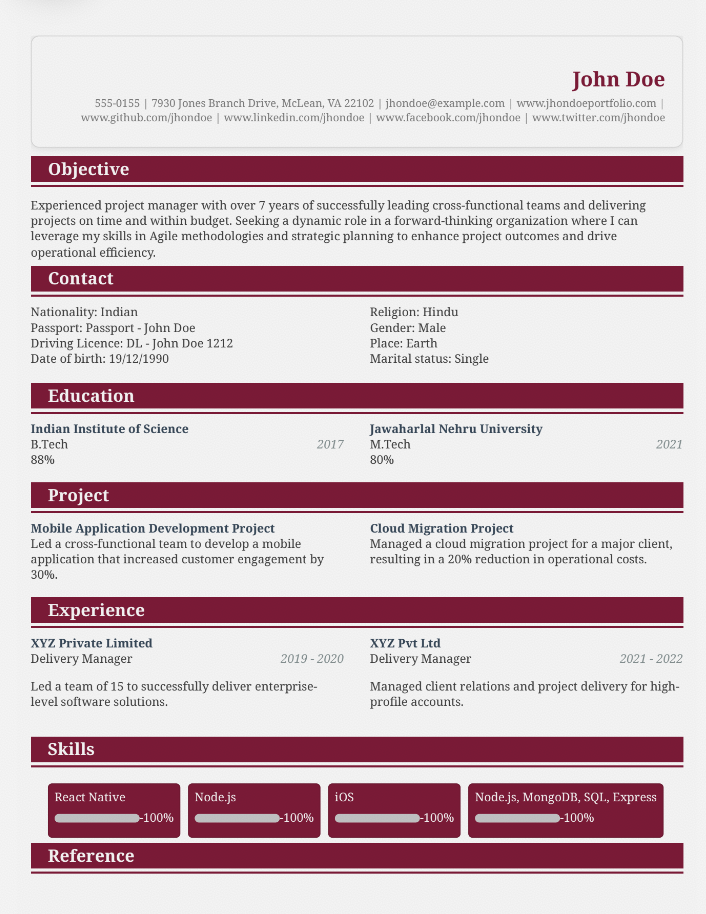 John Doe
555-0155 | 7930 Jones Branch Drive, McLean, VA 22102 | jhondoe@example.com | www.jhondoeportfolio.com |
www.github.com/jhondoe | www.linkedin.com/jhondoe | www.facebook.com/jhondoe | www.twitter.com/jhondoe
Objective
Experienced project manager with over 7 years of successfully leading cross-functional teams and delivering
projects on time and within budget. Seeking a dynamic role in a forward-thinking organization where I can
leverage my skills in Agile methodologies and strategic planning to enhance project outcomes and drive
operational efficiency.
Contact
Nationality: Indian
Passport: Passport - John Doe
Driving Licence: DL - John Doe 1212
Date of birth: 19/12/1990
Religion: Hindu
Gender: Male
Place: Earth
Marital status: Single
Education
Indian Institute of Science
B.Tech 2017
88%
Jawaharlal Nehru University
M.Tech 2021
80%
Project
Mobile Application Development Project
Led a cross-functional team to develop a mobile
application that increased customer engagement by
30%.
Cloud Migration Project
Managed a cloud migration project for a major client,
resulting in a 20% reduction in operational costs.
Experience
XYZ Private Limited
Delivery Manager 2019 - 2020
Led a team of 15 to successfully deliver enterprise-
level software solutions.
XYZ Pvt Ltd
Delivery Manager 2021 - 2022
Managed client relations and project delivery for high-
profile accounts.
Skills
React Native
-100%
Node.js
-100%
iOS
-100%
Node.js, MongoDB, SQL, Express
-100%
Reference